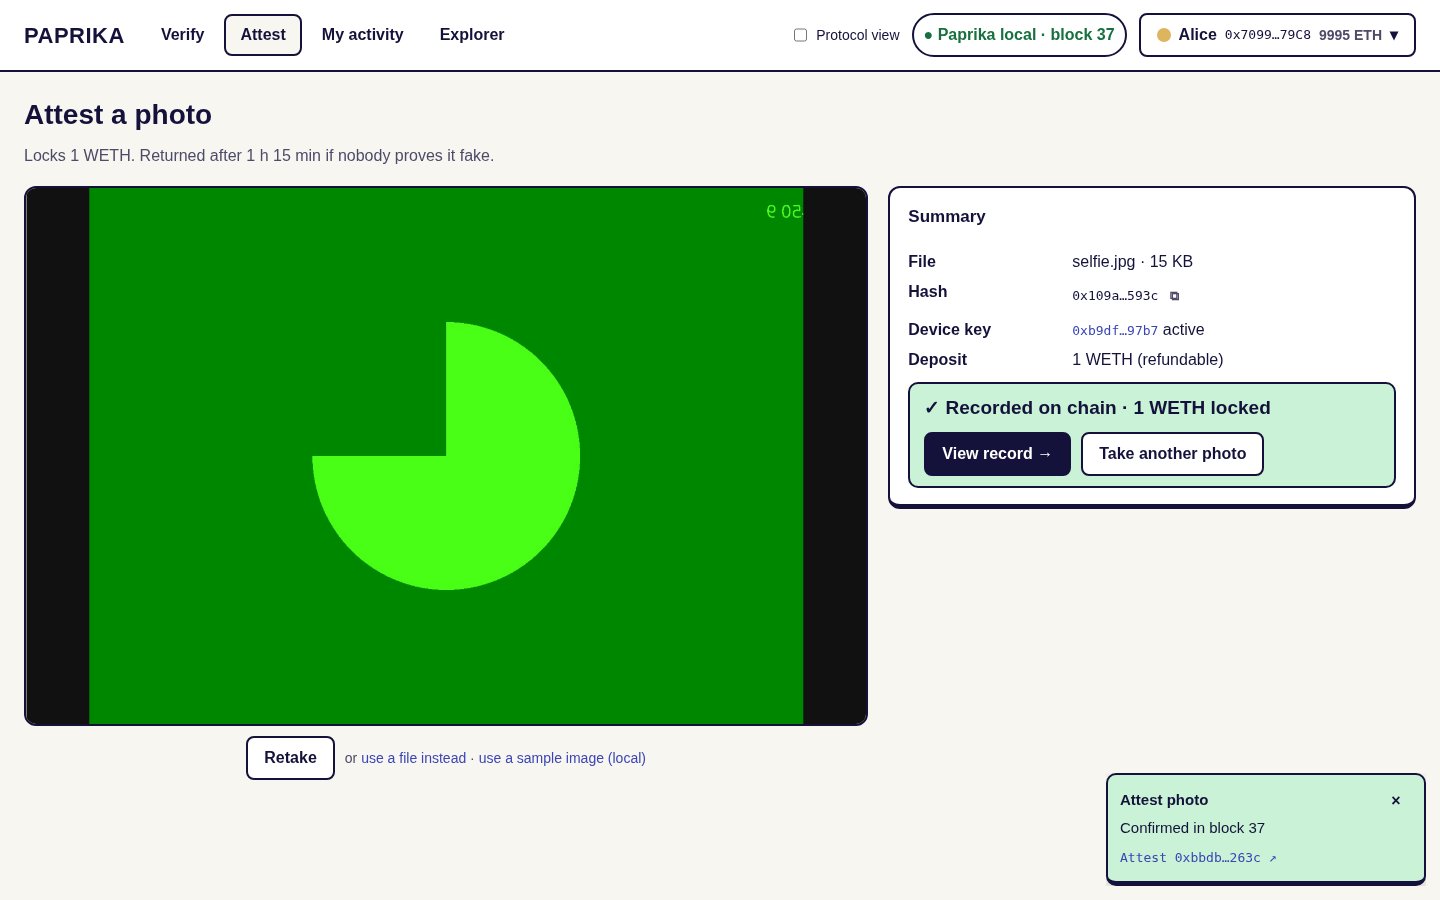 PAPRIKA Verify Attest My activity Explorer Protocol view ● Paprika local · block 37 Alice 0x7099…79C8 9995 ETH ▼
Attest a photo
Locks 1 WETH. Returned after 1 h 15 min if nobody proves it fake.
Summary
File selfie.jpg · 15 KB
Hash 0x109a…593c
Device key 0xb9df…97b7 active
Deposit 1 WETH (refundable)
✓ Recorded on chain · 1 WETH locked
View record → Take another photo
Retake or use a file instead · use a sample image (local)
Attest photo ×
Confirmed in block 37
Attest 0xbbdb…263c ↗